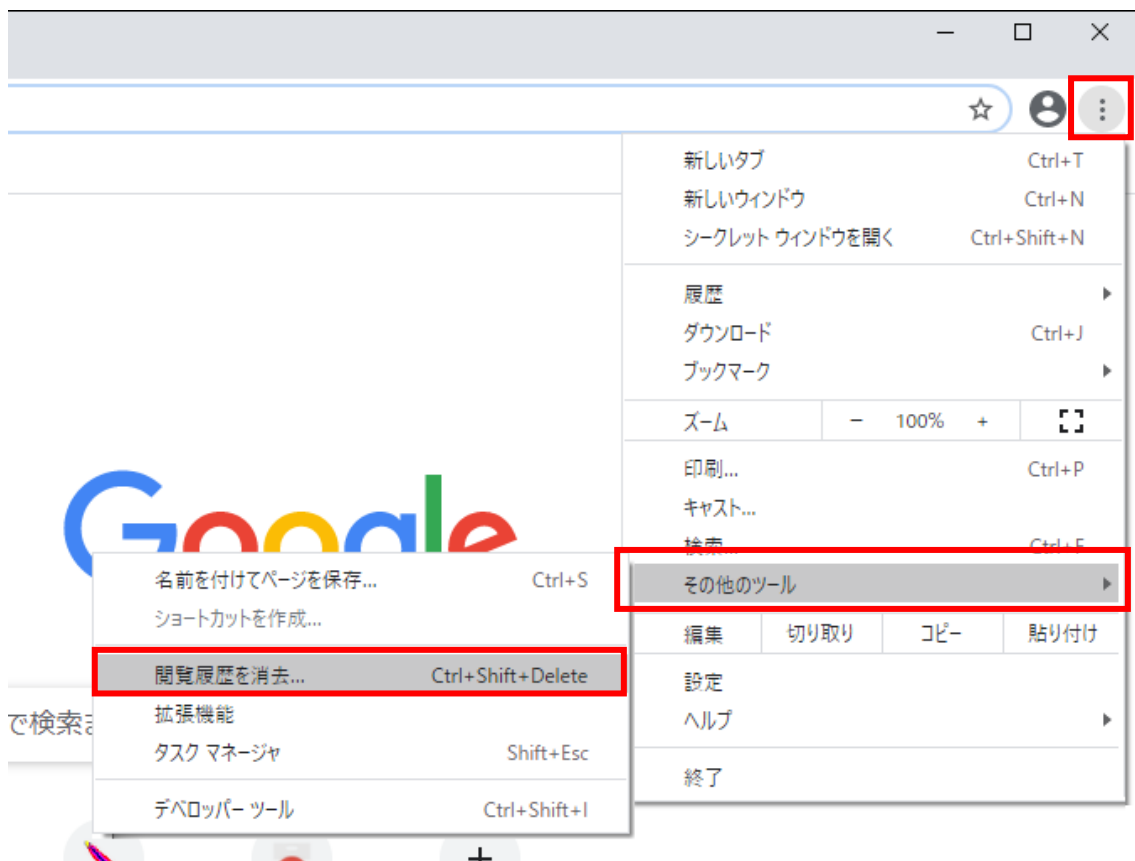 新しいタブ Ctrl+T
新しいウィンドウ Ctrl+N
シークレット ウィンドウを開く Ctrl+Shift+N
履歴
ダウンロード Ctrl+J
ブックマーク
ズーム － 100% +
印刷... Ctrl+P
キャスト...
検索... Ctrl+F
その他のツール
編集 切り取り コピー 貼り付け
設定
ヘルプ
終了
Google
名前を付けてページを保存... Ctrl+S
ショートカットを作成...
閲覧履歴を消去... Ctrl+Shift+Delete
拡張機能
タスク マネージャ Shift+Esc
デベロッパー ツール Ctrl+Shift+I
で検索